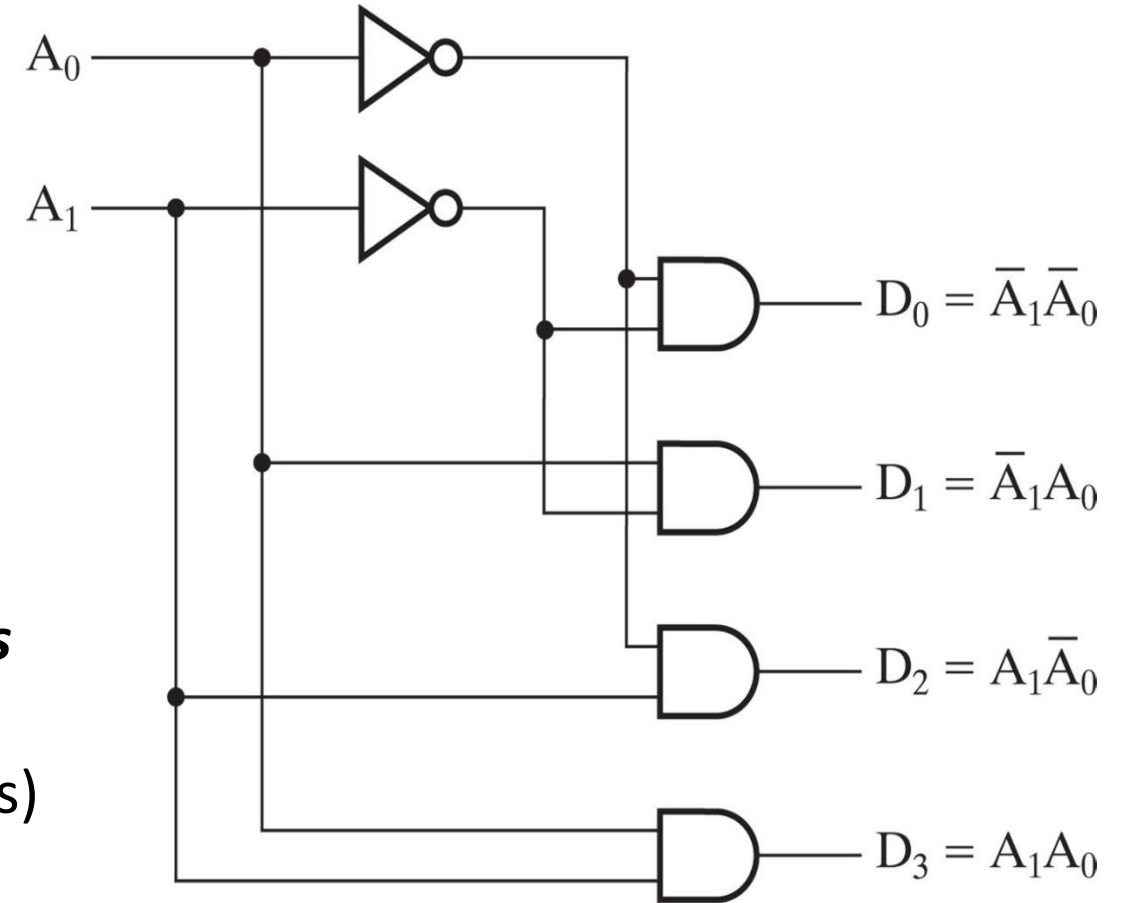 A₀
A₁
D₀ = A̅₁A̅₀
D₁ = A̅₁A₀
s
D₂ = A₁A̅₀
s)
D₃ = A₁A₀